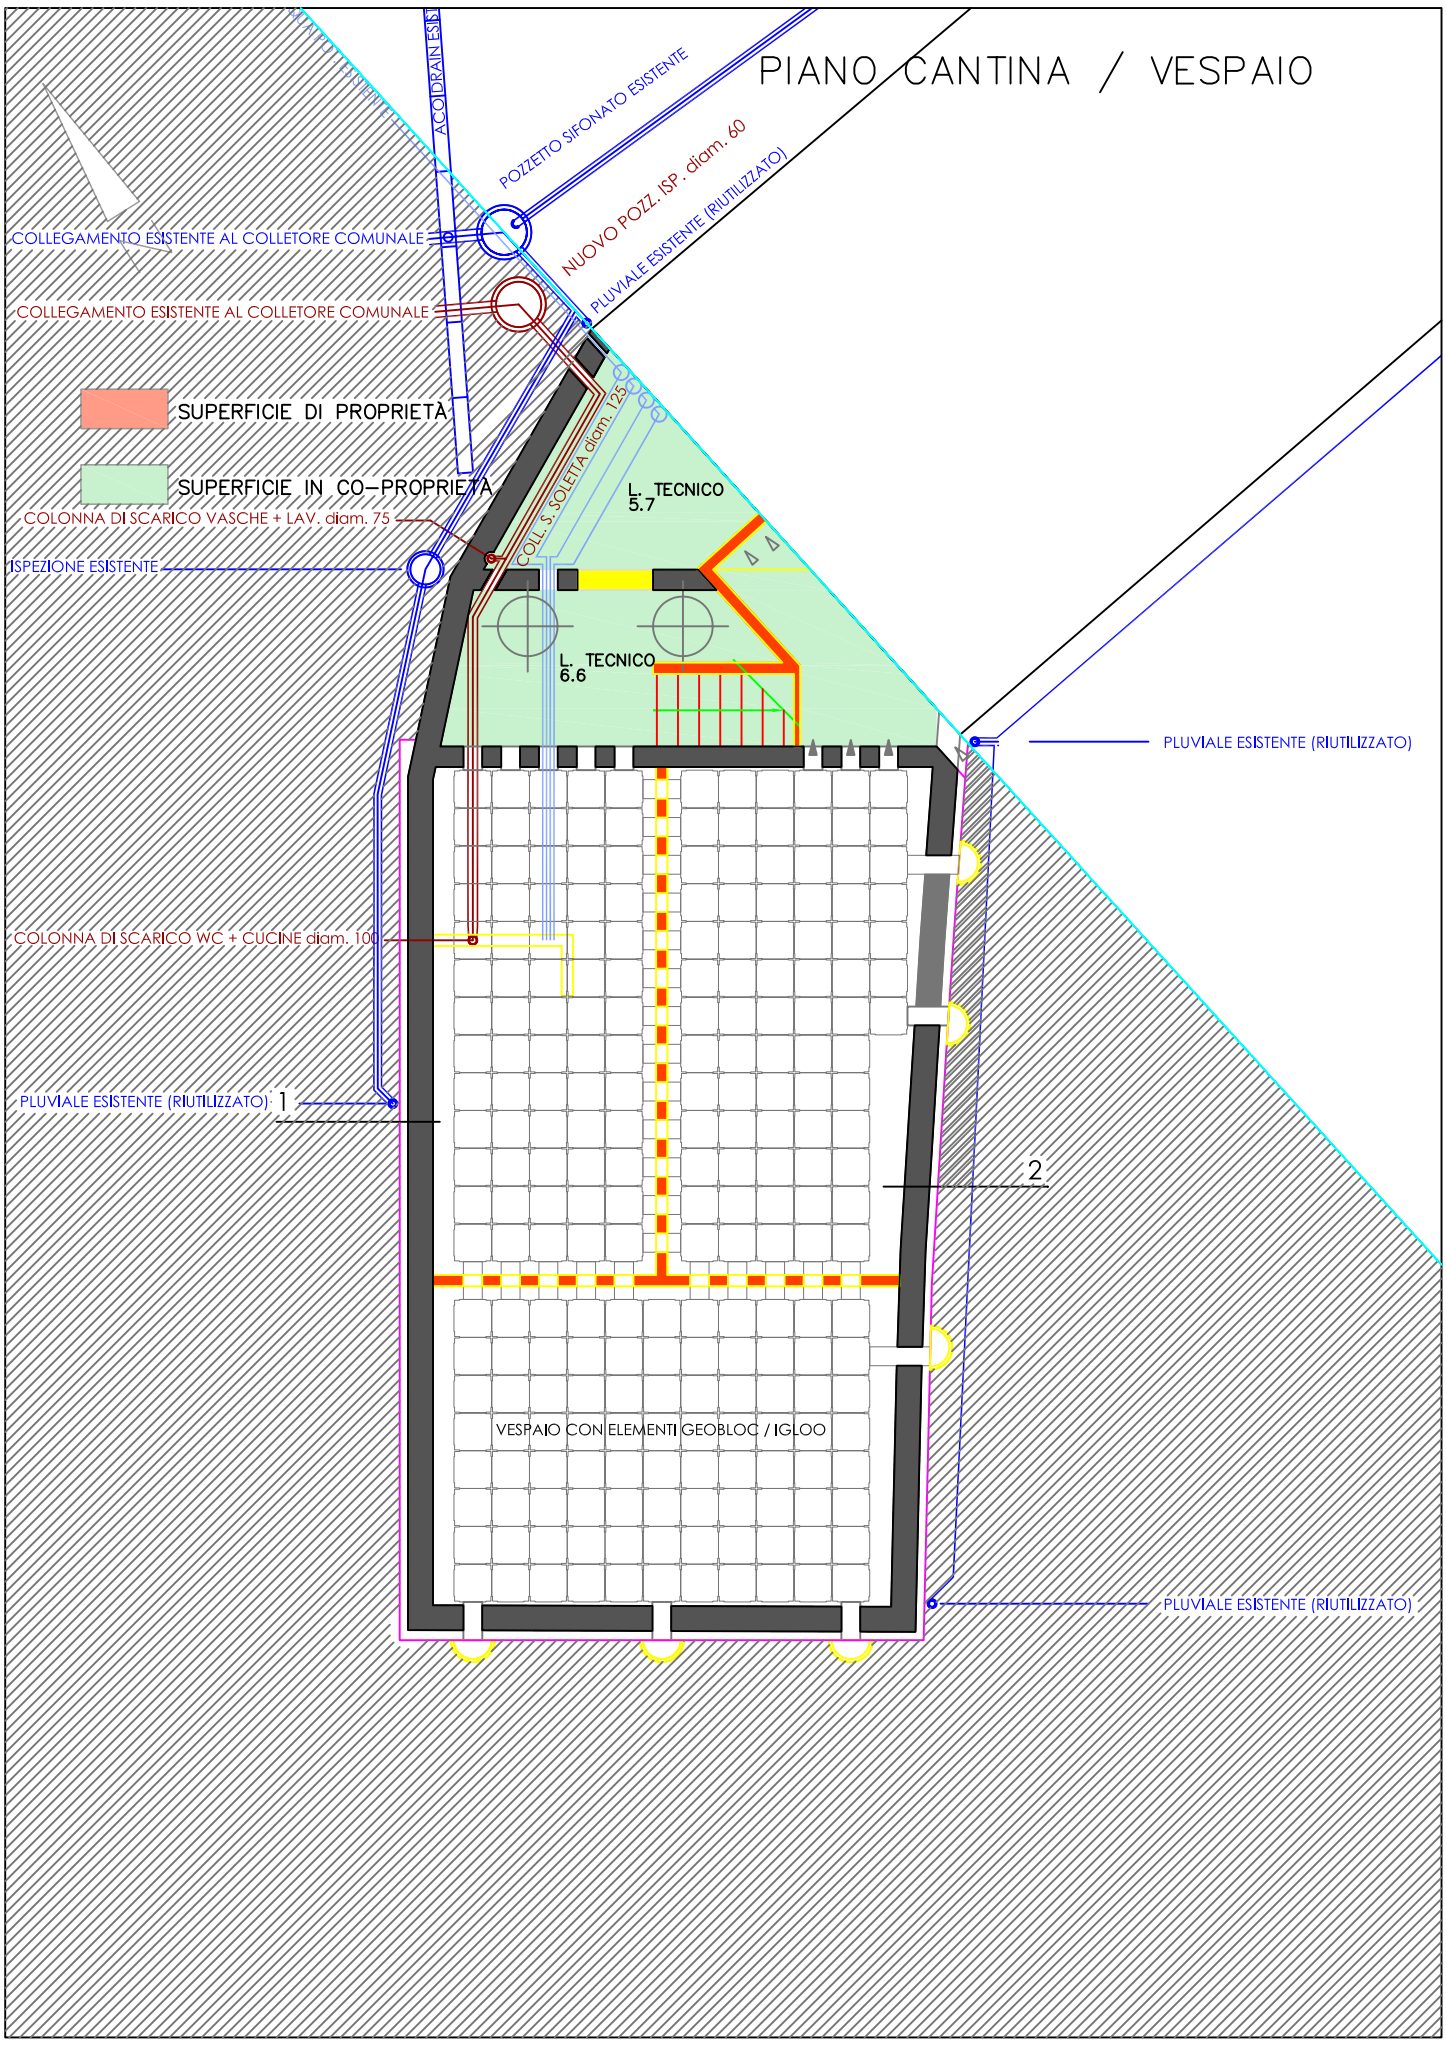 PIANO CANTINA / VESPAIO
ACO DRAIN ESIST
POZZETTO SIFONATO ESISTENTE
NUOVO POZZ. ISP. diam. 60
PLUVIALE ESISTENTE (RIUTILIZZATO)
COLLEGAMENTO ESISTENTE AL COLLETORE COMUNALE
COLLEGAMENTO ESISTENTE AL COLLETORE COMUNALE
SUPERFICIE DI PROPRIETÀ
SUPERFICIE IN CO-PROPRIETÀ
COLL. S. SOLETTA diam. 125
L. TECNICO
5.7
COLONNA DI SCARICO VASCHE + LAV. diam. 75
ISPEZIONE ESISTENTE
L. TECNICO
6.6
PLUVIALE ESISTENTE (RIUTILIZZATO)
COLONNA DI SCARICO WC + CUCINE diam. 100
PLUVIALE ESISTENTE (RIUTILIZZATO)
1
2
VESPAIO CON ELEMENTI GEOBLOC / IGLOO
PLUVIALE ESISTENTE (RIUTILIZZATO)